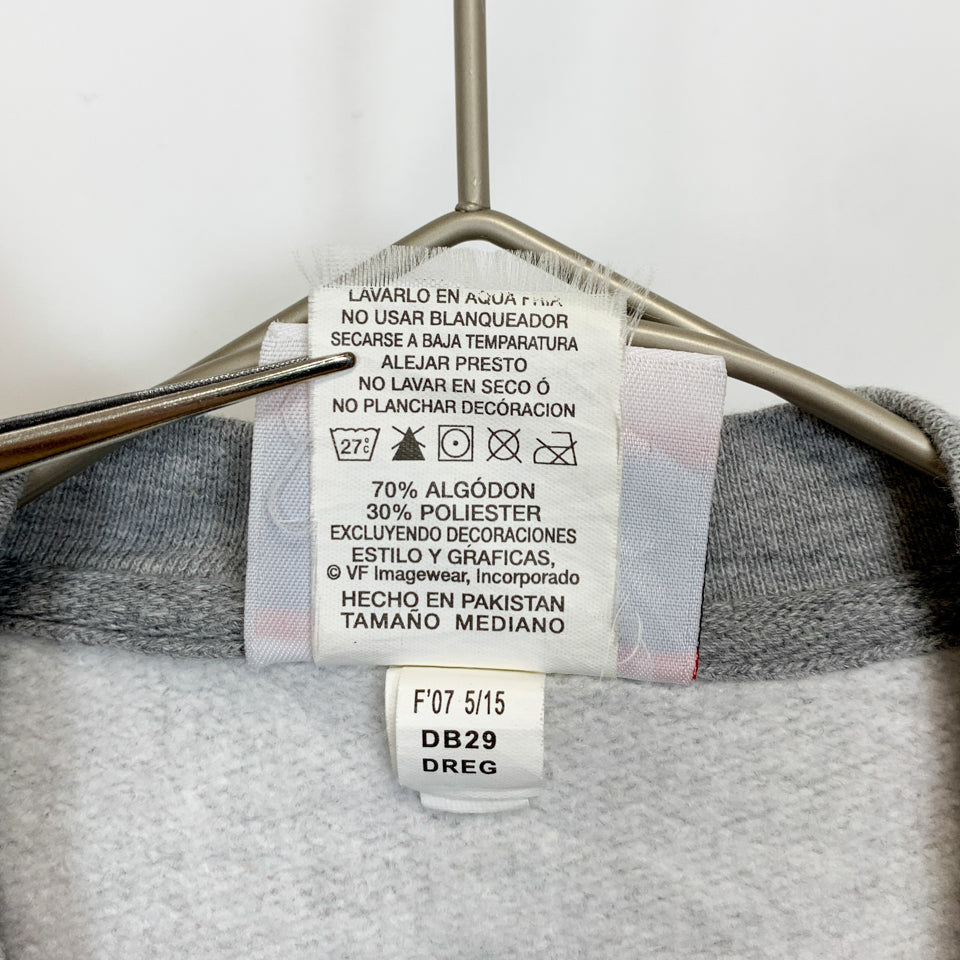 LAVARLO EN AQUA FRIA
NO USAR BLANQUEADOR
SECARSE A BAJA TEMPARATURA
ALEJAR PRESTO
NO LAVAR EN SECO Ó
NO PLANCHAR DECÓRACION
27°C
70% ALGÓDON
30% POLIESTER
EXCLUYENDO DECORACIONES
ESTILO Y GŔAFICAS,
© VF Imagewear, Incorporado
HECHO EN PAKISTAN
TAMAÑO MEDIANO
F'07 5/15
DB29
DREG